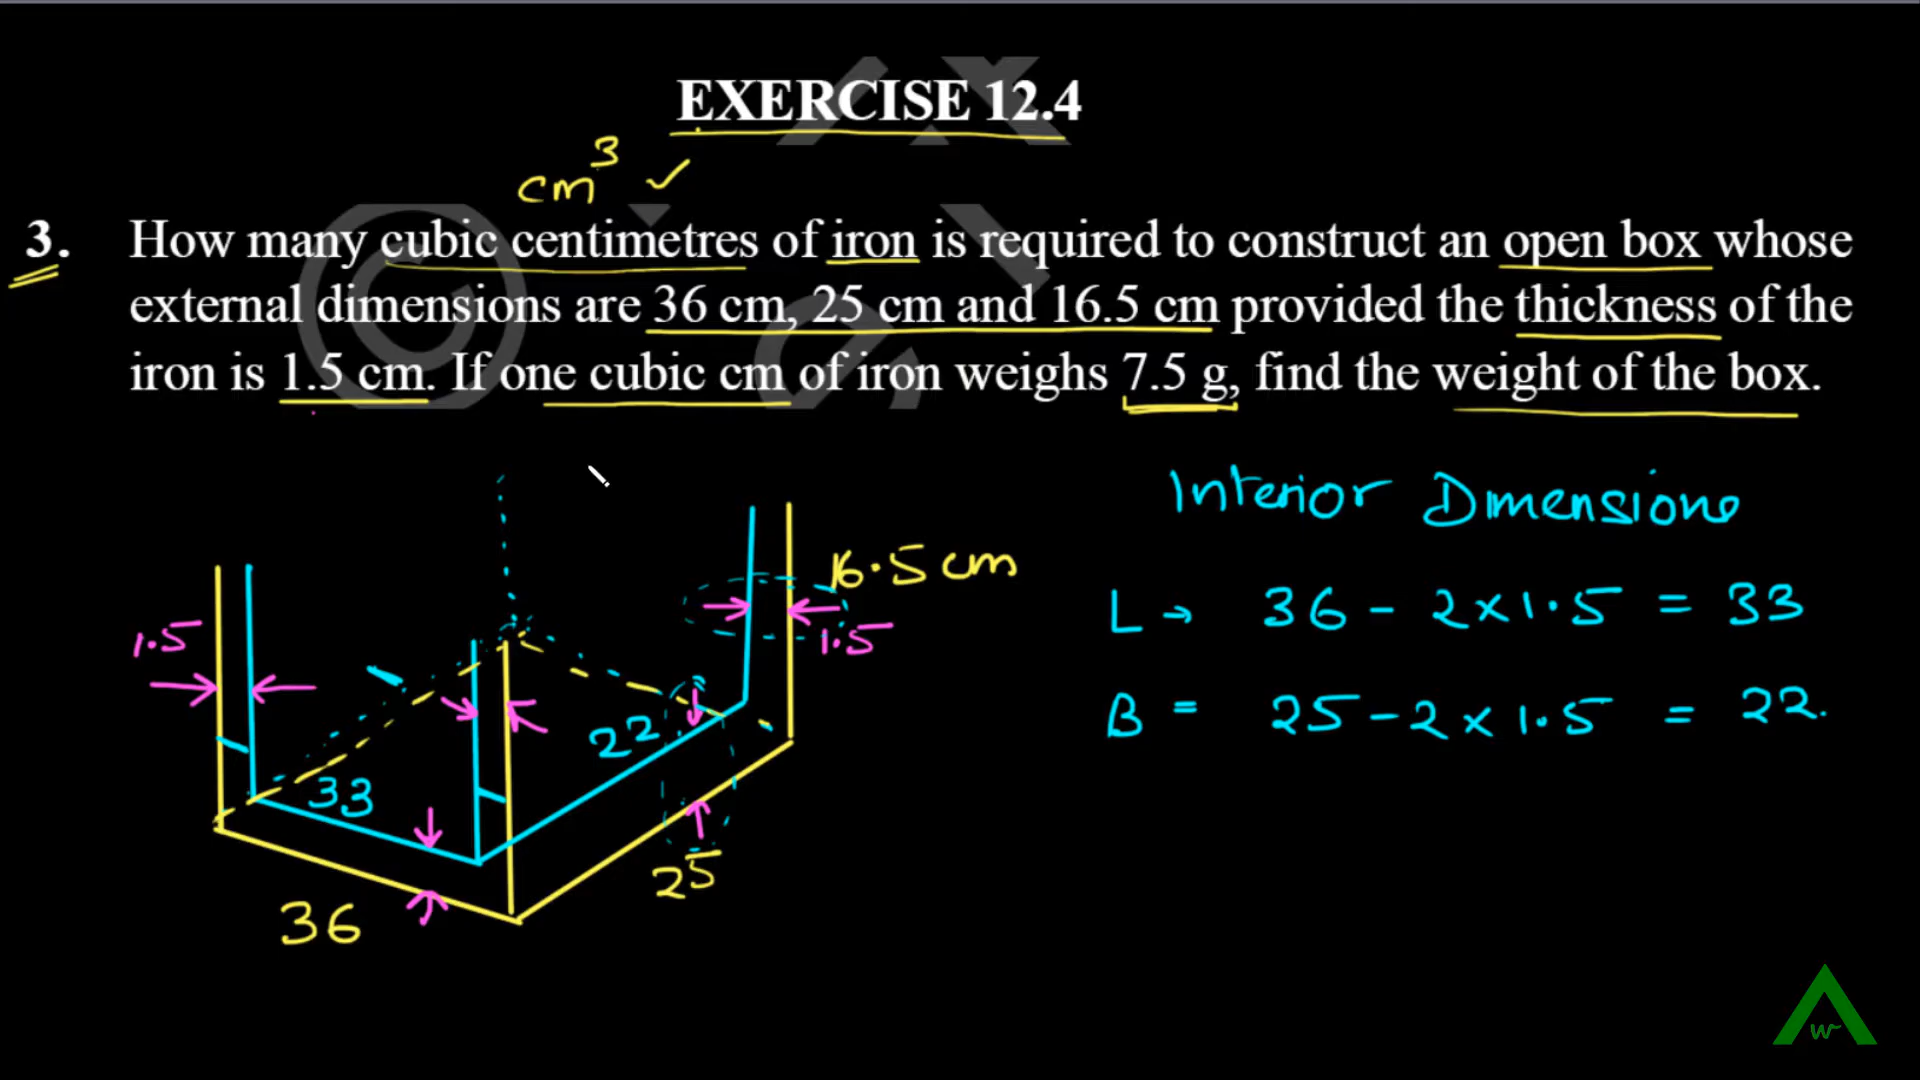 EXERCISE 12.4
cm³ ✓
3. How many cubic centimetres of iron is required to construct an open box whose
external dimensions are 36 cm, 25 cm and 16.5 cm provided the thickness of the
iron is 1.5 cm. If one cubic cm of iron weighs 7.5 g, find the weight of the box.
Interior Dimensions
16.5 cm
L → 36 - 2 x 1.5 = 33
1.5
1.5
B = 25 - 2 x 1.5 = 22.
22
33
25
36
W